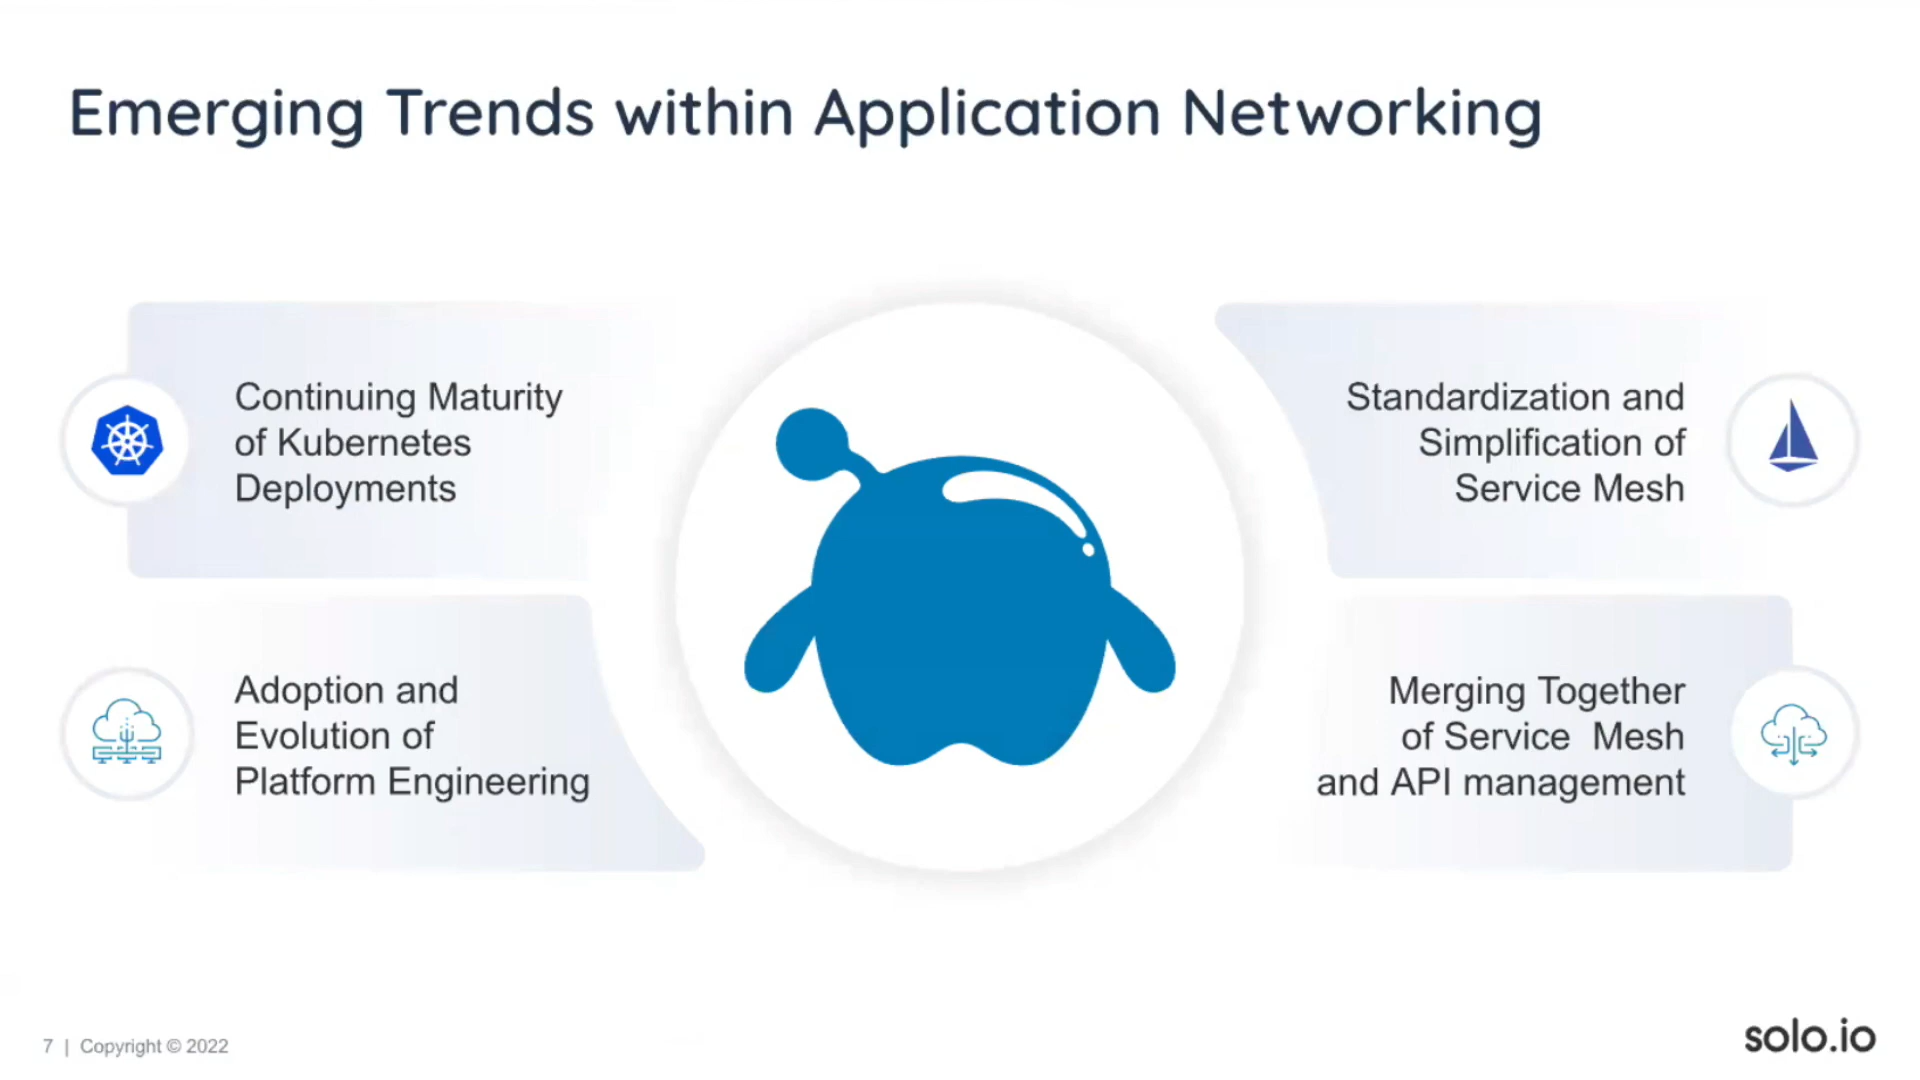 Emerging Trends within Application Networking
Continuing Maturity
of Kubernetes
Deployments
Standardization and
Simplification of
Service Mesh
Adoption and
Evolution of
Platform Engineering
Merging Together
of Service  Mesh
and API management
7 | Copyright © 2022
solo.io